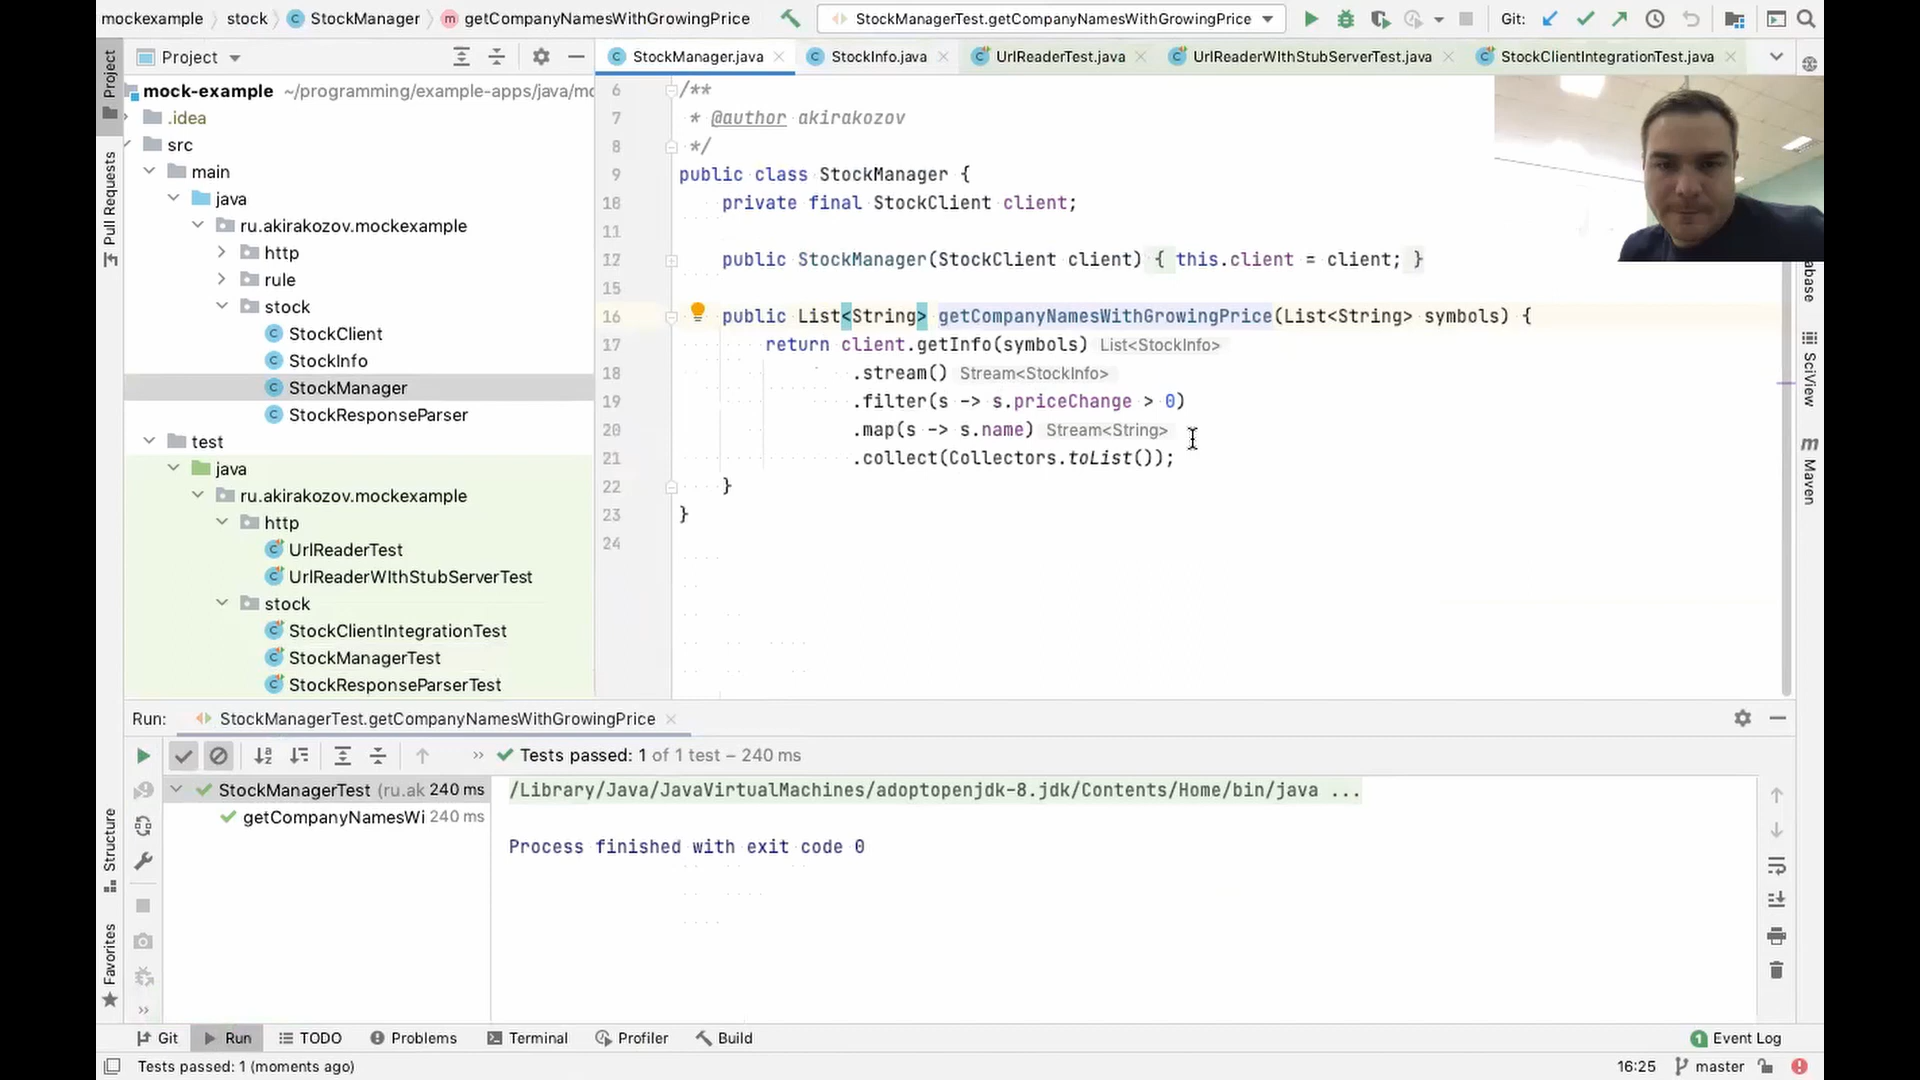 mockexample stock StockManager getCompanyNamesWithGrowingPrice StockManagerTest.getCompanyNamesWithGrowingPrice Git:
Project StockManager.java StockInfo.java UrlReaderTest.java UrlReaderWIthStubServerTest.java StockClientIntegrationTest.java
Project
Pull Requests
Structure
Favorites
mock-example ~/programming/example-apps/java/mo
.idea
src
main
java
ru.akirakozov.mockexample
http
rule
stock
StockClient
StockInfo
StockManager
StockResponseParser
test
java
ru.akirakozov.mockexample
http
UrlReaderTest
UrlReaderWIthStubServerTest
stock
StockClientIntegrationTest
StockManagerTest
StockResponseParserTest
6 /**
7 * @author akirakozov
8 */
9 public class StockManager {
10 private final StockClient client;
11
12 public StockManager(StockClient client) { this.client = client; }
15
16 public List<String> getCompanyNamesWithGrowingPrice(List<String> symbols) {
17 return client.getInfo(symbols) List<StockInfo>
18 .stream() Stream<StockInfo>
19 .filter(s -> s.priceChange > 0)
20 .map(s -> s.name) Stream<String>
21 .collect(Collectors.toList());
22 }
23 }
24
abase
SciView
Maven
Run: StockManagerTest.getCompanyNamesWithGrowingPrice
Tests passed: 1 of 1 test – 240 ms
StockManagerTest (ru.ak 240 ms
getCompanyNamesWi 240 ms
/Library/Java/JavaVirtualMachines/adoptopenjdk-8.jdk/Contents/Home/bin/java ...
Process finished with exit code 0
Git Run TODO Problems Terminal Profiler Build 1 Event Log
Tests passed: 1 (moments ago) 16:25 master